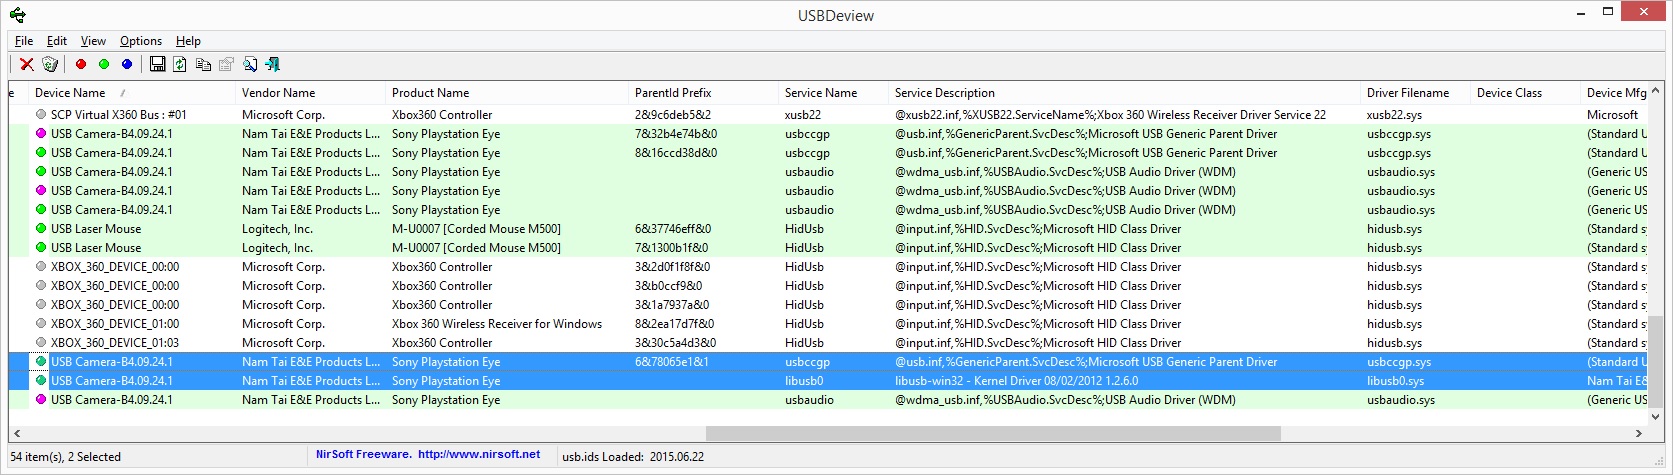 USBDeview
File Edit View Options Help
e Device Name Vendor Name Product Name ParentId Prefix Service Name Service Description Driver Filename Device Class Device Mfg
SCP Virtual X360 Bus : #01 Microsoft Corp. Xbox360 Controller 2&9c6deb5&2 xusb22 @xusb22.inf,%XUSB22.ServiceName%;Xbox 360 Wireless Receiver Driver Service 22 xusb22.sys Microsoft
USB Camera-B4.09.24.1 Nam Tai E&E Products L... Sony Playstation Eye 7&32b4e74b&0 usbccgp @usb.inf,%GenericParent.SvcDesc%;Microsoft USB Generic Parent Driver usbccgp.sys (Standard U
USB Camera-B4.09.24.1 Nam Tai E&E Products L... Sony Playstation Eye 8&16ccd38d&0 usbccgp @usb.inf,%GenericParent.SvcDesc%;Microsoft USB Generic Parent Driver usbccgp.sys (Standard U
USB Camera-B4.09.24.1 Nam Tai E&E Products L... Sony Playstation Eye usbaudio @wdma_usb.inf,%USBAudio.SvcDesc%;USB Audio Driver (WDM) usbaudio.sys (Generic US
USB Camera-B4.09.24.1 Nam Tai E&E Products L... Sony Playstation Eye usbaudio @wdma_usb.inf,%USBAudio.SvcDesc%;USB Audio Driver (WDM) usbaudio.sys (Generic US
USB Camera-B4.09.24.1 Nam Tai E&E Products L... Sony Playstation Eye usbaudio @wdma_usb.inf,%USBAudio.SvcDesc%;USB Audio Driver (WDM) usbaudio.sys (Generic US
USB Laser Mouse Logitech, Inc. M-U0007 [Corded Mouse M500] 6&37746eff&0 HidUsb @input.inf,%HID.SvcDesc%;Microsoft HID Class Driver hidusb.sys (Standard s
USB Laser Mouse Logitech, Inc. M-U0007 [Corded Mouse M500] 7&1300b1f&0 HidUsb @input.inf,%HID.SvcDesc%;Microsoft HID Class Driver hidusb.sys (Standard s
XBOX_360_DEVICE_00:00 Microsoft Corp. Xbox360 Controller 3&2d0f1f8f&0 HidUsb @input.inf,%HID.SvcDesc%;Microsoft HID Class Driver hidusb.sys (Standard s
XBOX_360_DEVICE_00:00 Microsoft Corp. Xbox360 Controller 3&b0ccf9&0 HidUsb @input.inf,%HID.SvcDesc%;Microsoft HID Class Driver hidusb.sys (Standard s
XBOX_360_DEVICE_00:00 Microsoft Corp. Xbox360 Controller 3&1a7937a&0 HidUsb @input.inf,%HID.SvcDesc%;Microsoft HID Class Driver hidusb.sys (Standard s
XBOX_360_DEVICE_01:00 Microsoft Corp. Xbox 360 Wireless Receiver for Windows 8&2ea17d7f&0 HidUsb @input.inf,%HID.SvcDesc%;Microsoft HID Class Driver hidusb.sys (Standard s
XBOX_360_DEVICE_01:03 Microsoft Corp. Xbox360 Controller 3&30c5a4d3&0 HidUsb @input.inf,%HID.SvcDesc%;Microsoft HID Class Driver hidusb.sys (Standard s
USB Camera-B4.09.24.1 Nam Tai E&E Products L... Sony Playstation Eye 6&78065e1&1 usbccgp @usb.inf,%GenericParent.SvcDesc%;Microsoft USB Generic Parent Driver usbccgp.sys (Standard U
USB Camera-B4.09.24.1 Nam Tai E&E Products L... Sony Playstation Eye libusb0 libusb-win32 - Kernel Driver 08/02/2012 1.2.6.0 libusb0.sys Nam Tai E&
USB Camera-B4.09.24.1 Nam Tai E&E Products L... Sony Playstation Eye usbaudio @wdma_usb.inf,%USBAudio.SvcDesc%;USB Audio Driver (WDM) usbaudio.sys (Generic US
54 item(s), 2 Selected NirSoft Freeware. http://www.nirsoft.net usb.ids Loaded: 2015.06.22